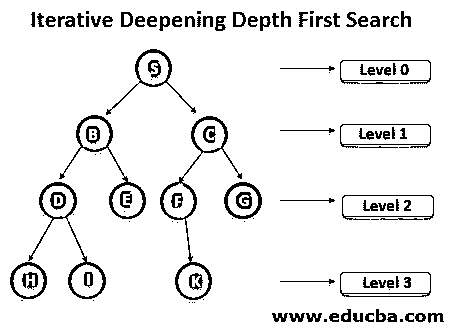 Iterative Deepening Depth First Search
S
Level 0
B C
Level 1
D E F G
Level 2
H I K
Level 3
www.educba.com